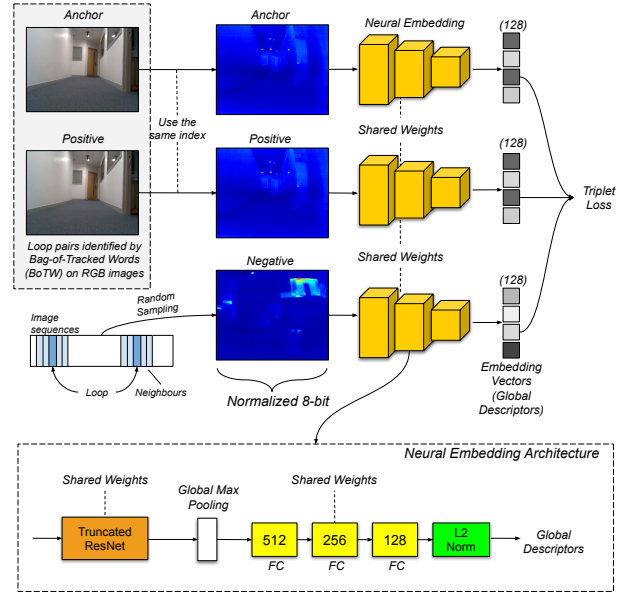 Anchor
Anchor
Neural Embedding
(128)
Use the
same index
Positive
Positive
Shared Weights
(128)
Triplet
Loss
Loop pairs identified by
Bag-of-Tracked Words
(BoTW) on RGB images
Negative
Shared Weights
(128)
Random
Sampling
Image
sequences
Loop
Neighbours
Normalized 8-bit
Embedding
Vectors
(Global
Descriptors)
Neural Embedding Architecture
Shared Weights
Global Max
Pooling
Shared Weights
Truncated
ResNet
512
256
128
L2
Norm
Global
Descriptors
FC
FC
FC